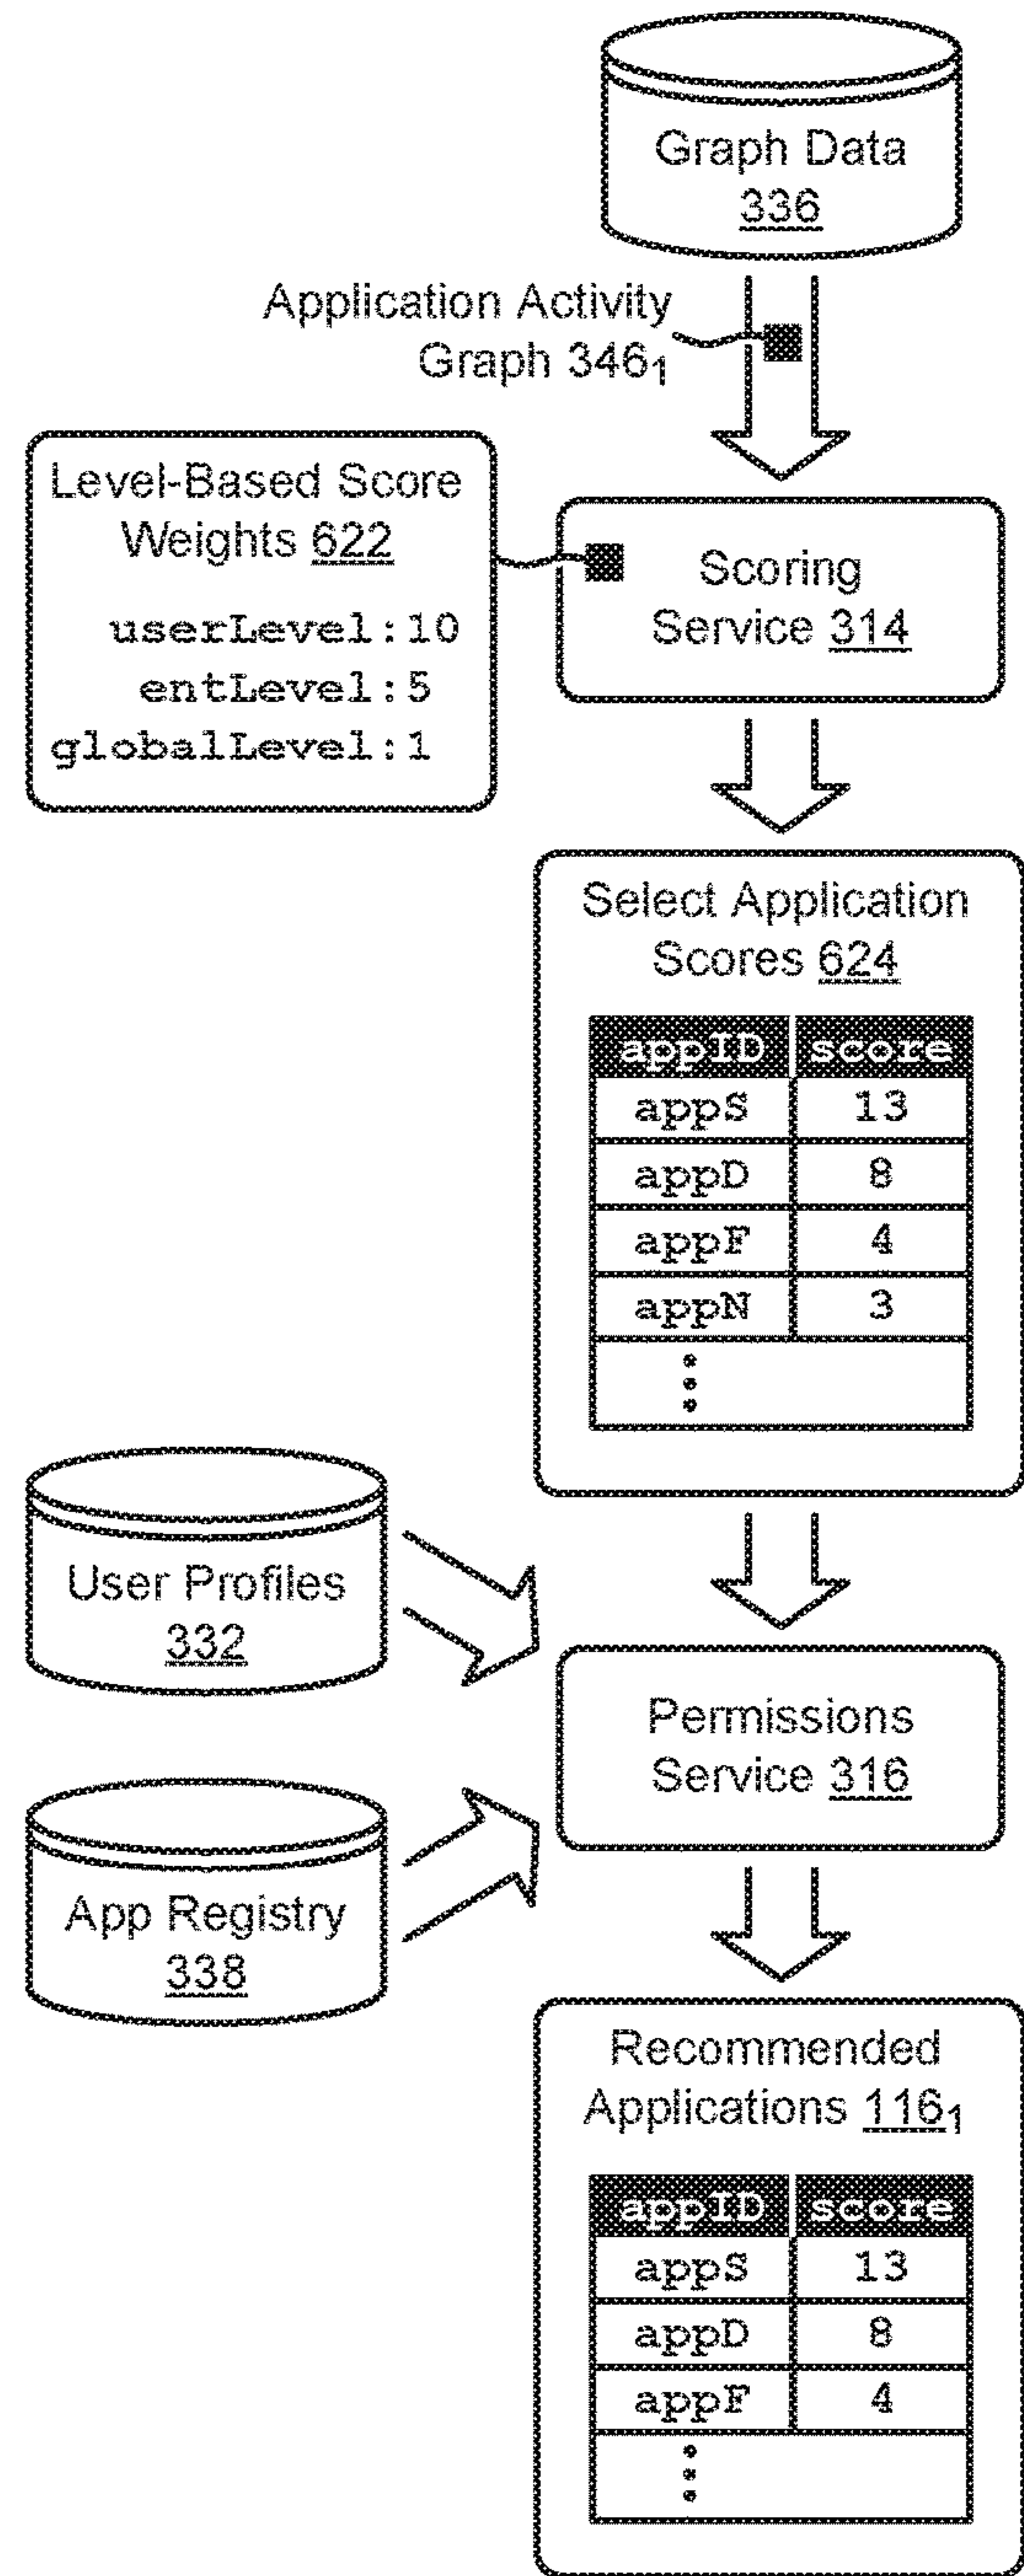 Graph Data
336
Application Activity
Graph 346₁
Level-Based Score
Weights 622
userLevel:10
entLevel:5
globalLevel:1
Scoring
Service 314
Select Application
Scores 624
appID score
appS 13
appD 8
appF 4
appN 3
User Profiles
332
Permissions
Service 316
App Registry
338
Recommended
Applications 116₁
appID score
appS 13
appD 8
appF 4